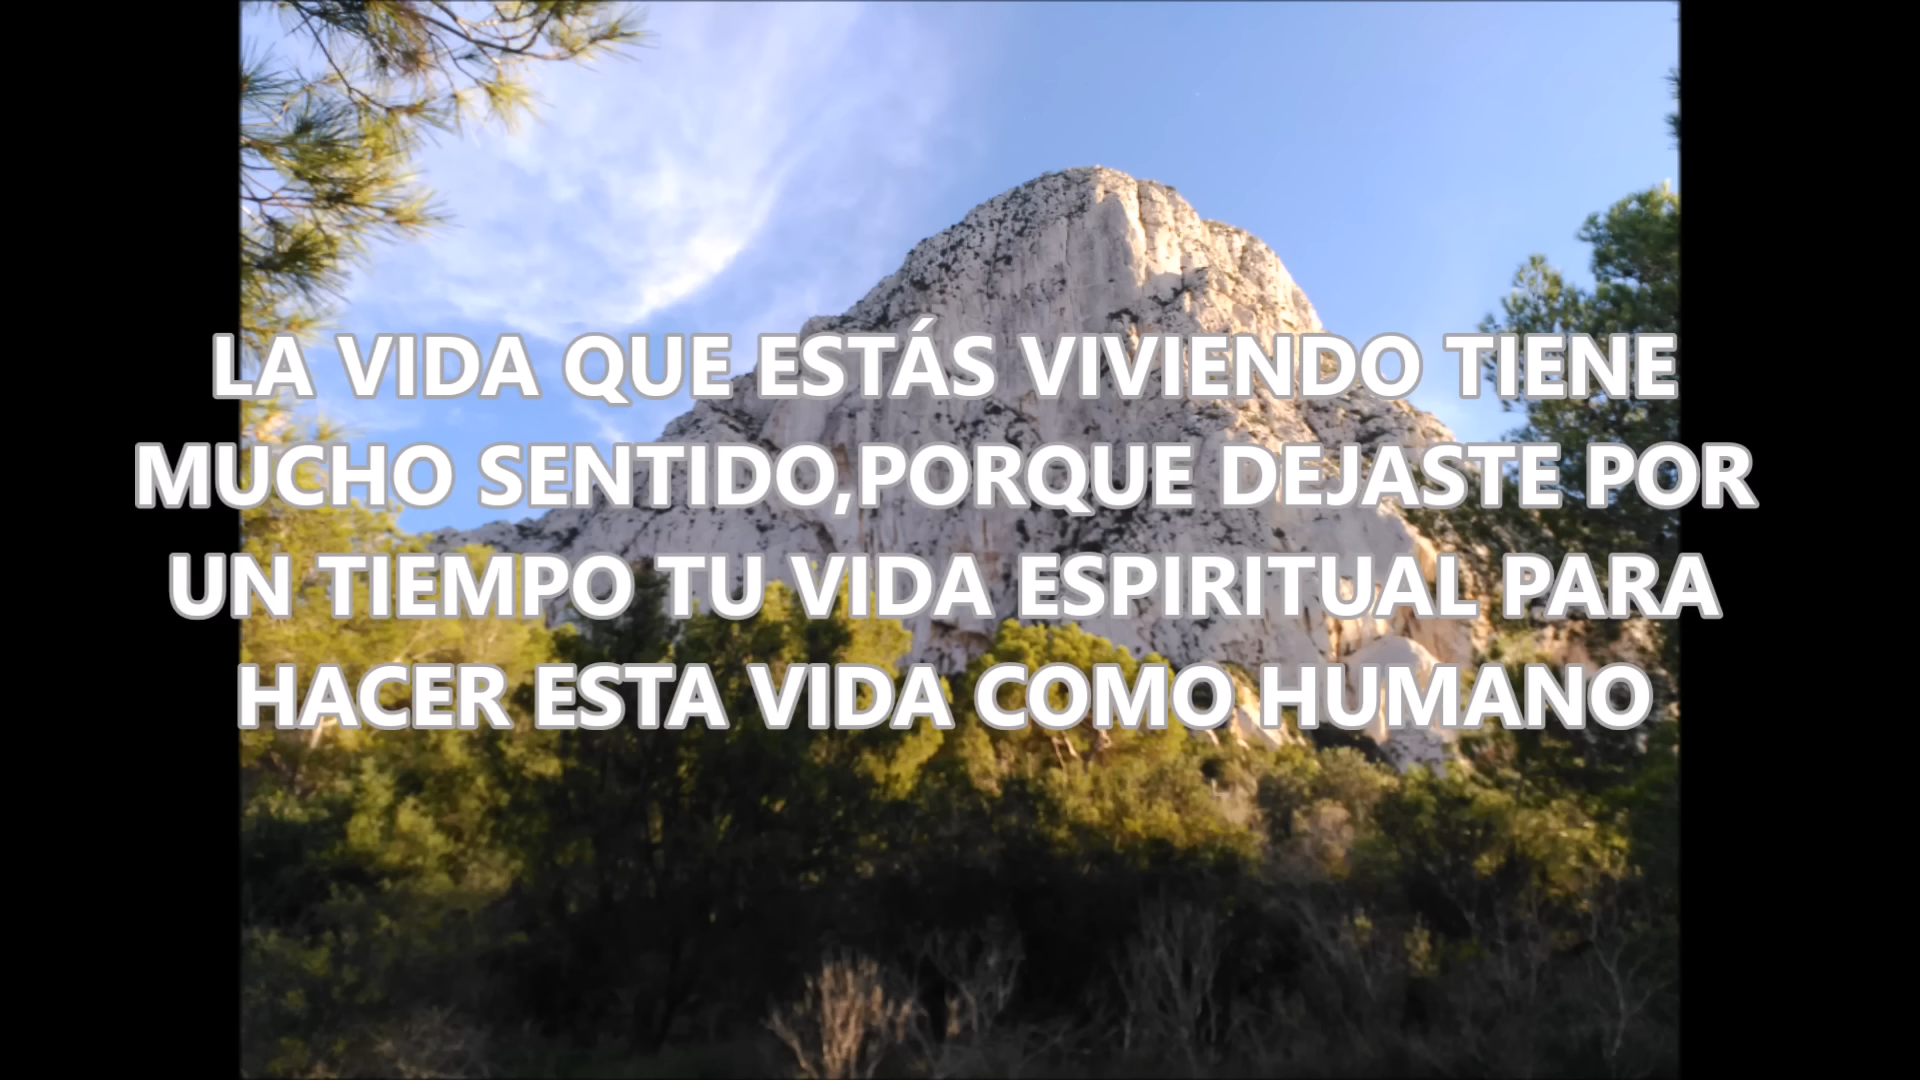 LA VIDA QUE ESTÁS VIVIENDO TIENE
MUCHO SENTIDO,PORQUE DEJASTE POR
UN TIEMPO TU VIDA ESPIRITUAL PARA
HACER ESTA VIDA COMO HUMANO